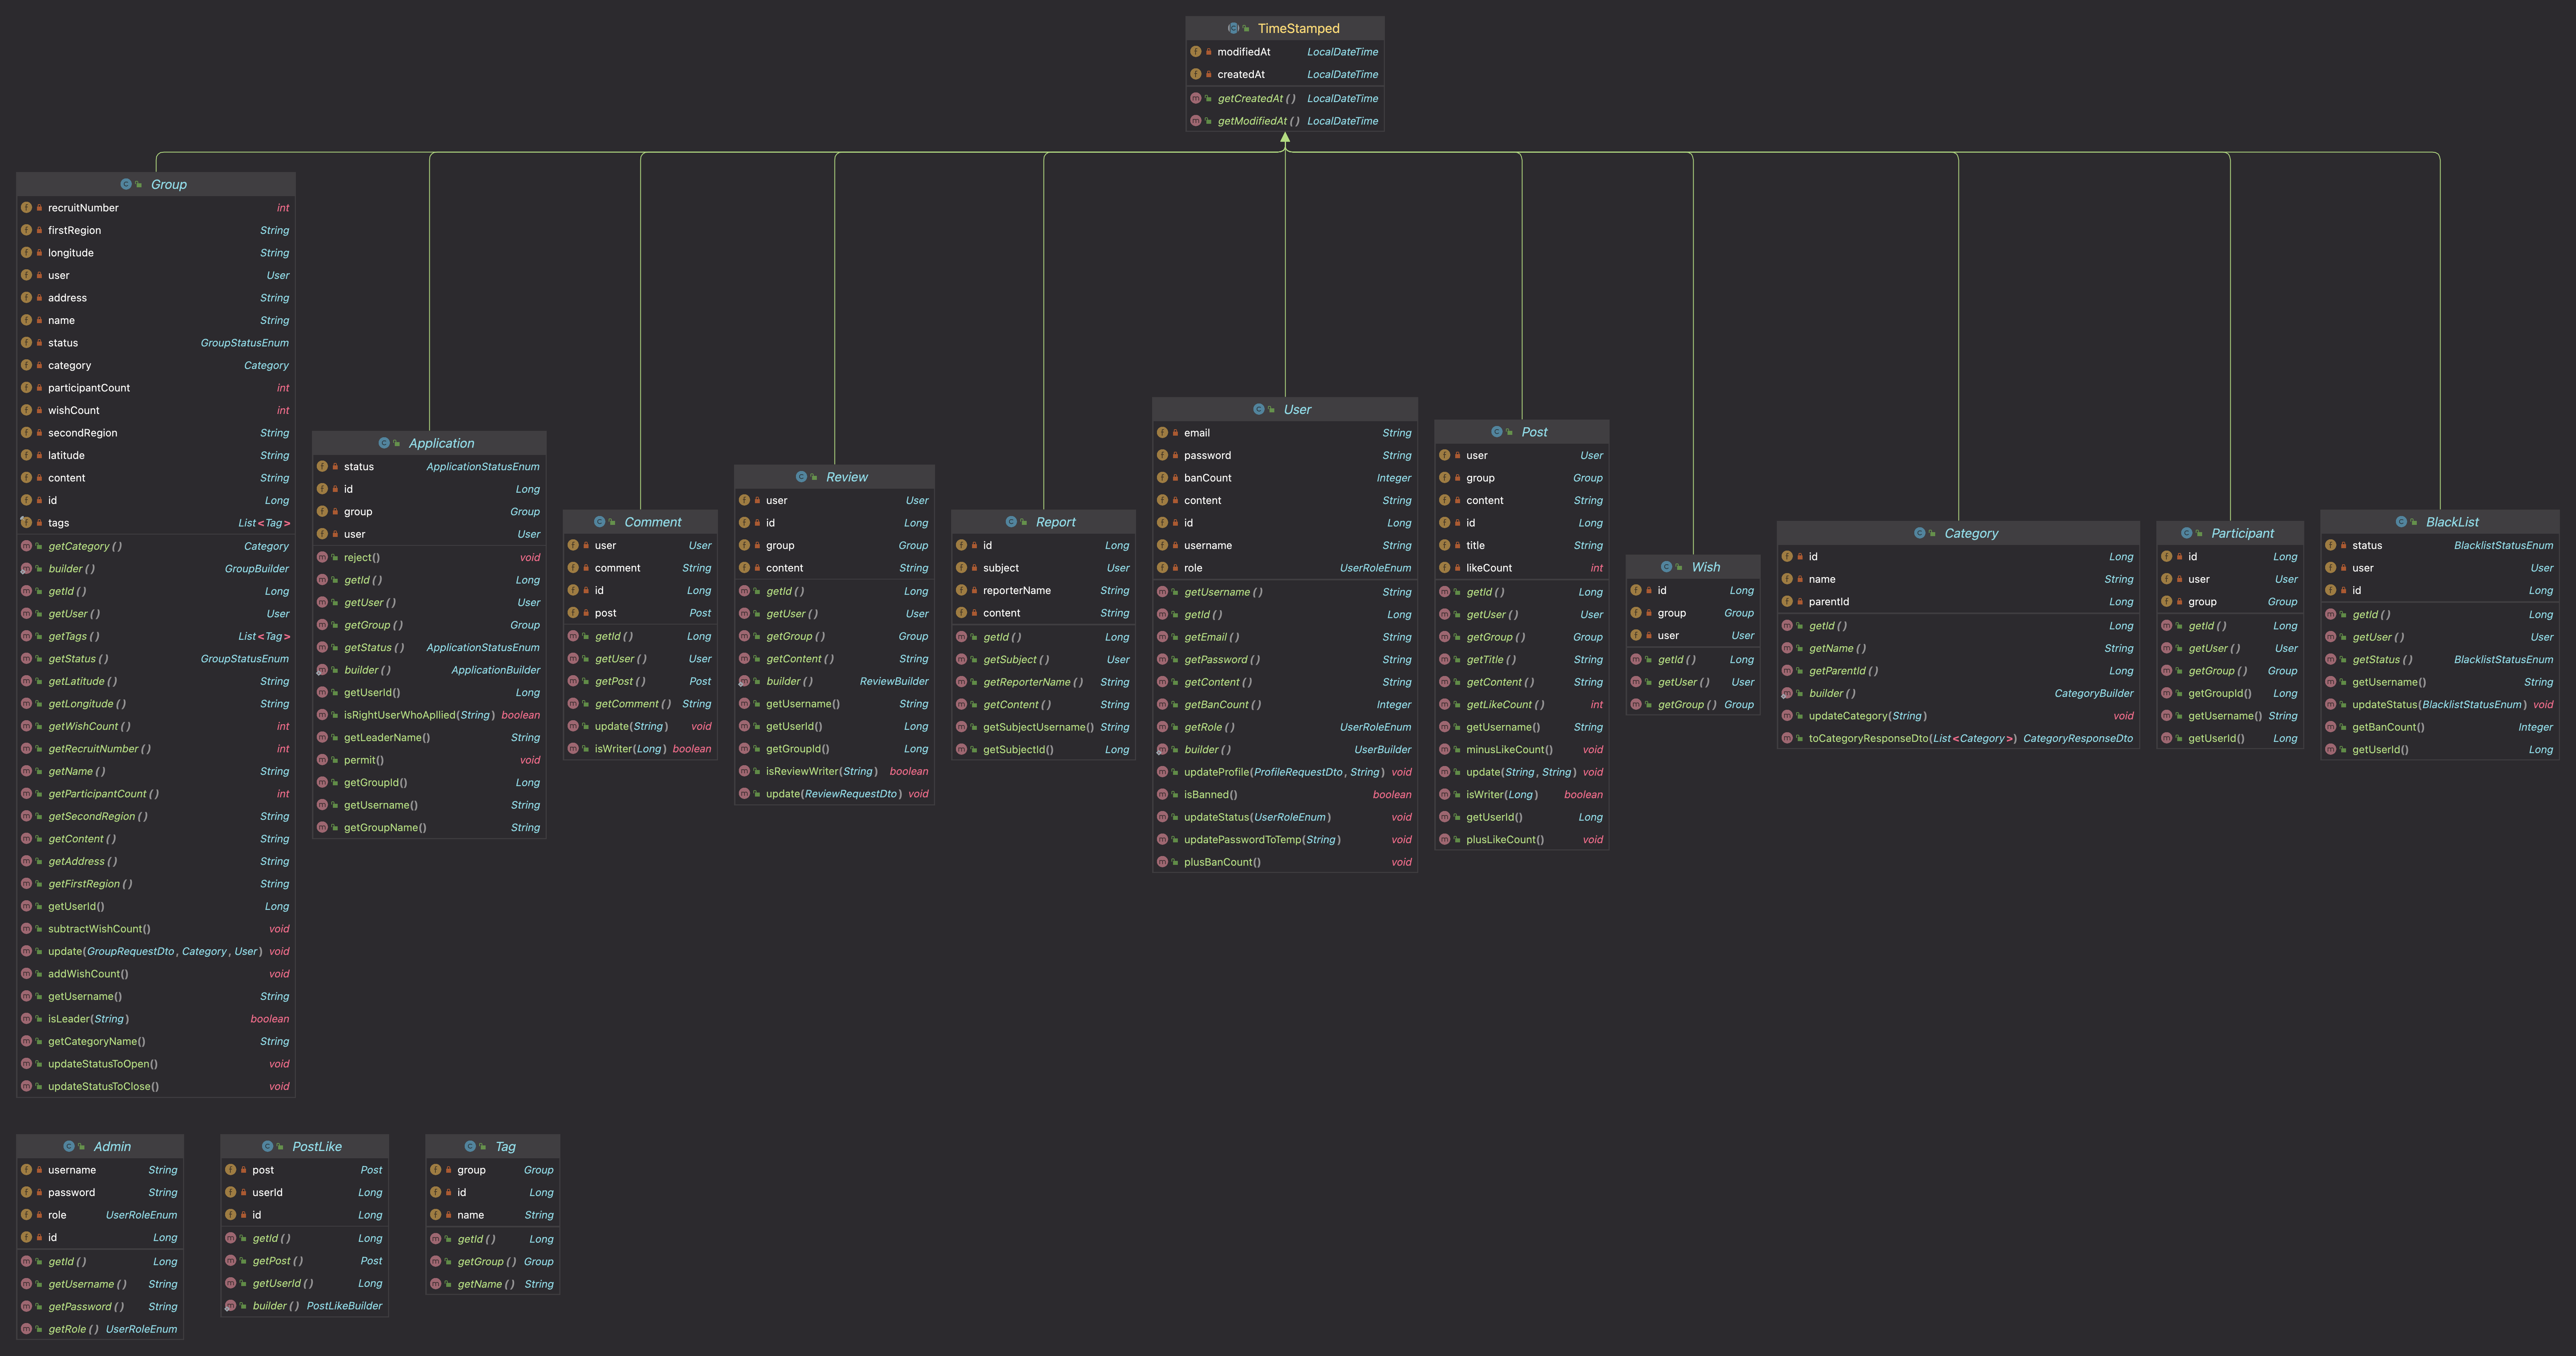 TimeStamped
modifiedAt LocalDateTime
createdAt LocalDateTime
getCreatedAt () LocalDateTime
getModifiedAt () LocalDateTime
Group
recruitNumber int
firstRegion String
longitude String
user User
address String
name String
status GroupStatusEnum
category Category
participantCount int
wishCount int
secondRegion String
latitude String
content String
id Long
tags List<Tag>
getCategory () Category
builder () GroupBuilder
getId () Long
getUser () User
getTags () List<Tag>
getStatus () GroupStatusEnum
getLatitude () String
getLongitude () String
getWishCount () int
getRecruitNumber () int
getName () String
getParticipantCount () int
getSecondRegion () String
getContent () String
getAddress () String
getFirstRegion () String
getUserId() Long
subtractWishCount() void
update(GroupRequestDto, Category, User) void
addWishCount() void
getUsername() String
isLeader(String) boolean
getCategoryName() String
updateStatusToOpen() void
updateStatusToClose() void
Application
status ApplicationStatusEnum
id Long
group Group
user User
reject() void
getId () Long
getUser () User
getGroup () Group
getStatus () ApplicationStatusEnum
builder () ApplicationBuilder
getUserId() Long
isRightUserWhoApllied(String) boolean
getLeaderName() String
permit() void
getGroupId() Long
getUsername() String
getGroupName() String
Comment
user User
comment String
id Long
post Post
getId () Long
getUser () User
getPost () Post
getComment () String
update(String) void
isWriter(Long) boolean
Review
user User
id Long
group Group
content String
getId () Long
getUser () User
getGroup () Group
getContent () String
builder () ReviewBuilder
getUsername() String
getUserId() Long
getGroupId() Long
isReviewWriter(String) boolean
update(ReviewRequestDto) void
Report
id Long
subject User
reporterName String
content String
getId () Long
getSubject () User
getReporterName () String
getContent () String
getSubjectUsername() String
getSubjectId() Long
User
email String
password String
banCount Integer
content String
id Long
username String
role UserRoleEnum
getUsername () String
getId () Long
getEmail () String
getPassword () String
getContent () String
getBanCount () Integer
getRole () UserRoleEnum
builder () UserBuilder
updateProfile(ProfileRequestDto, String) void
isBanned() boolean
updateStatus(UserRoleEnum) void
updatePasswordToTemp(String) void
plusBanCount() void
Post
user User
group Group
content String
id Long
title String
likeCount int
getId () Long
getUser () User
getGroup () Group
getTitle () String
getContent () String
getLikeCount () int
getUsername() String
minusLikeCount() void
update(String, String) void
isWriter(Long) boolean
getUserId() Long
plusLikeCount() void
Wish
id Long
group Group
user User
getId () Long
getUser () User
getGroup () Group
Category
id Long
name String
parentId Long
getId () Long
getName () String
getParentId () Long
builder () CategoryBuilder
updateCategory(String) void
toCategoryResponseDto(List<Category>) CategoryResponseDto
Participant
id Long
user User
group Group
getId () Long
getUser () User
getGroup () Group
getGroupId() Long
getUsername() String
getUserId() Long
BlackList
status BlacklistStatusEnum
user User
id Long
getId () Long
getUser () User
getStatus () BlacklistStatusEnum
getUsername() String
updateStatus(BlacklistStatusEnum) void
getBanCount() Integer
getUserId() Long
Admin
username String
password String
role UserRoleEnum
id Long
getId () Long
getUsername () String
getPassword () String
getRole () UserRoleEnum
PostLike
post Post
userId Long
id Long
getId () Long
getPost () Post
getUserId () Long
builder () PostLikeBuilder
Tag
group Group
id Long
name String
getId () Long
getGroup () Group
getName () String